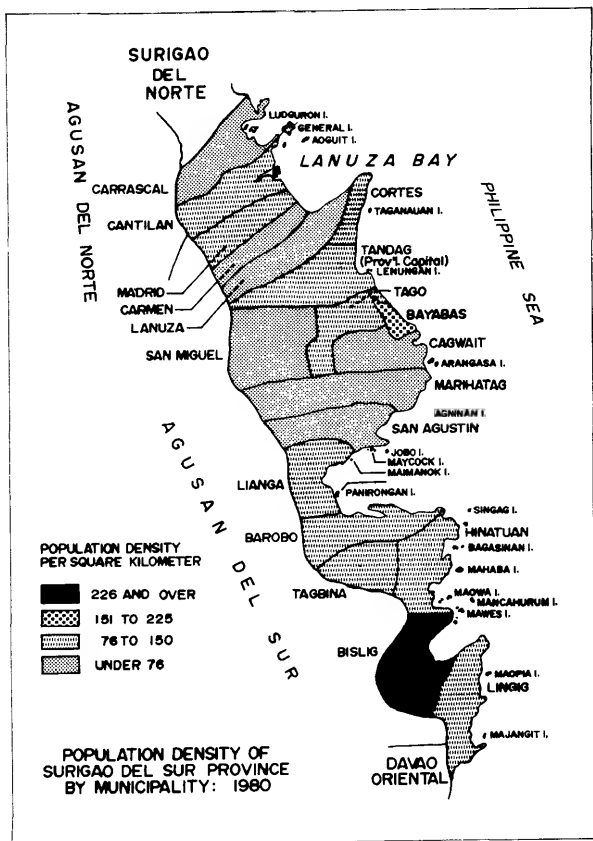 SURIGAO
DEL
NORTE
AGUSAN DEL NORTE
LUDGURON I.
GENERAL I.
AOGUIT I.
LANUZA BAY
CARRASCAL
CORTES
TAGANAUAN I.
PHILIPPINE SEA
CANTILAN
TANDAG
(Prov'l. Capital)
LENUNGAN I.
MADRID
TAGO
CARMEN
BAYABAS
LANUZA
CAGWAIT
SAN MIGUEL
ARANGASA I.
MARIHATAG
AGNINAN I.
SAN AGUSTIN
AGUSAN DEL SUR
JOBO I.
MAYCOCK I.
MAIMANOK I.
LIANGA
PANIRONGAN I.
SINGAG I.
HINATUAN
BAROBO
BAGASINAN I.
POPULATION DENSITY
PER SQUARE KILOMETER
MAHABA I.
226 AND OVER
TAGBINA
MAOWA I.
MANCAHURUM I.
151 TO 225
MAWES I.
76 TO 150
BISLIG
UNDER 76
MAOPIA I.
LINGIG
MAJANGIT I.
POPULATION DENSITY OF
SURIGAO DEL SUR PROVINCE
BY MUNICIPALITY: 1980
DAVAO
ORIENTAL